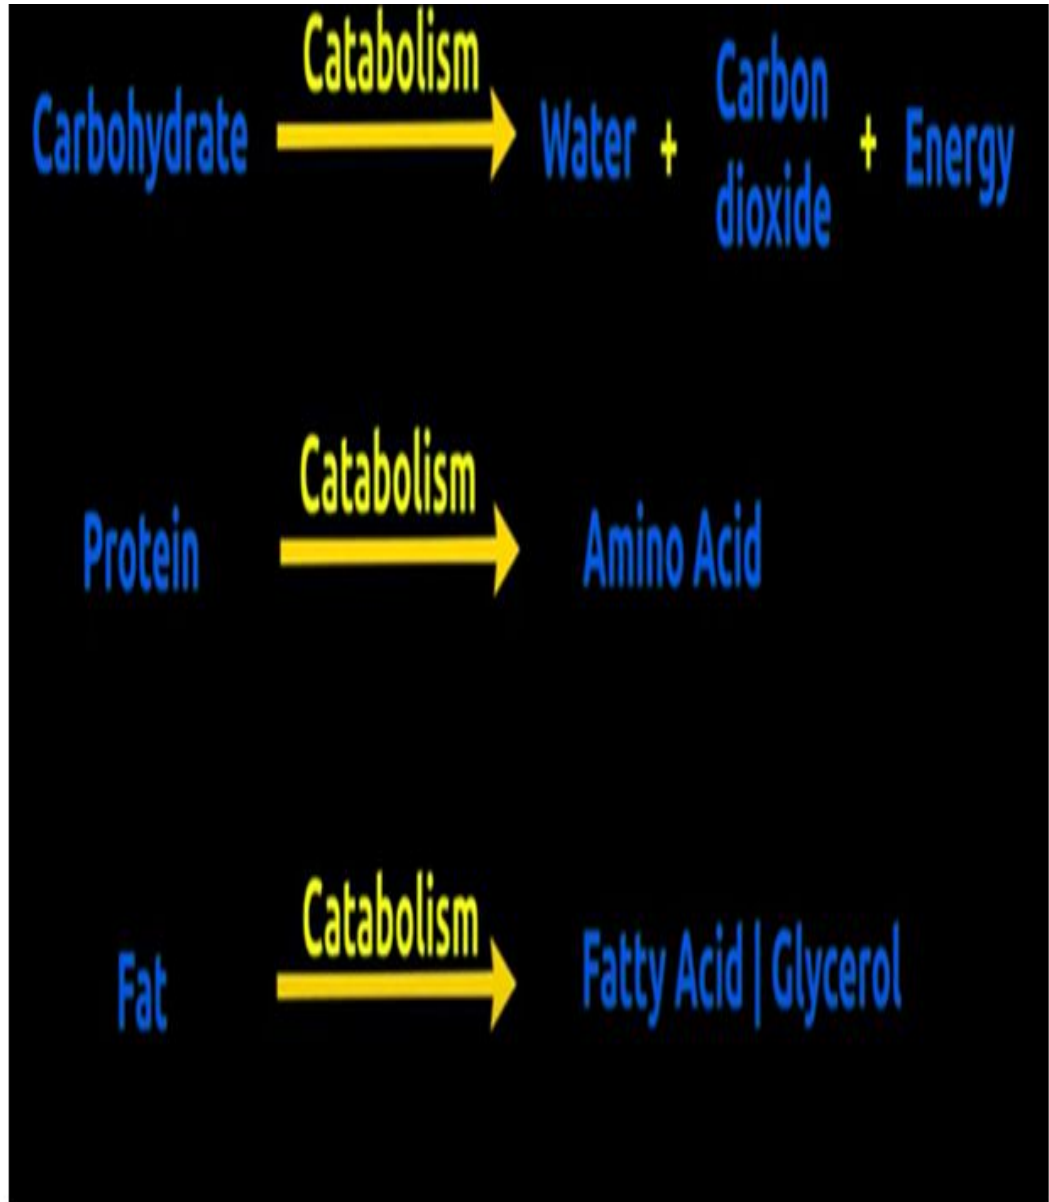 Catabolism
Carbohydrate Water + Carbon dioxide + Energy
Catabolism
Protein Amino Acid
Catabolism
Fat Fatty Acid | Glycerol